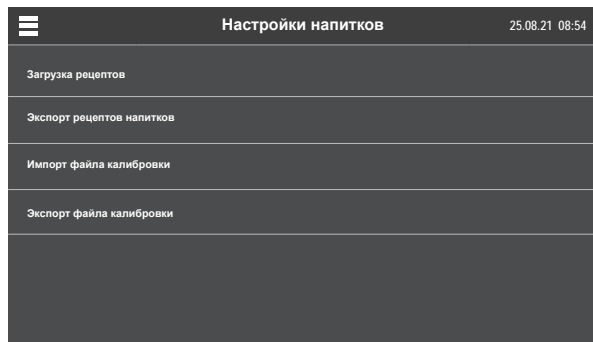 Настройки напитков 25.08.21 08:54
Загрузка рецептов
Экспорт рецептов напитков
Импорт файла калибровки
Экспорт файла калибровки